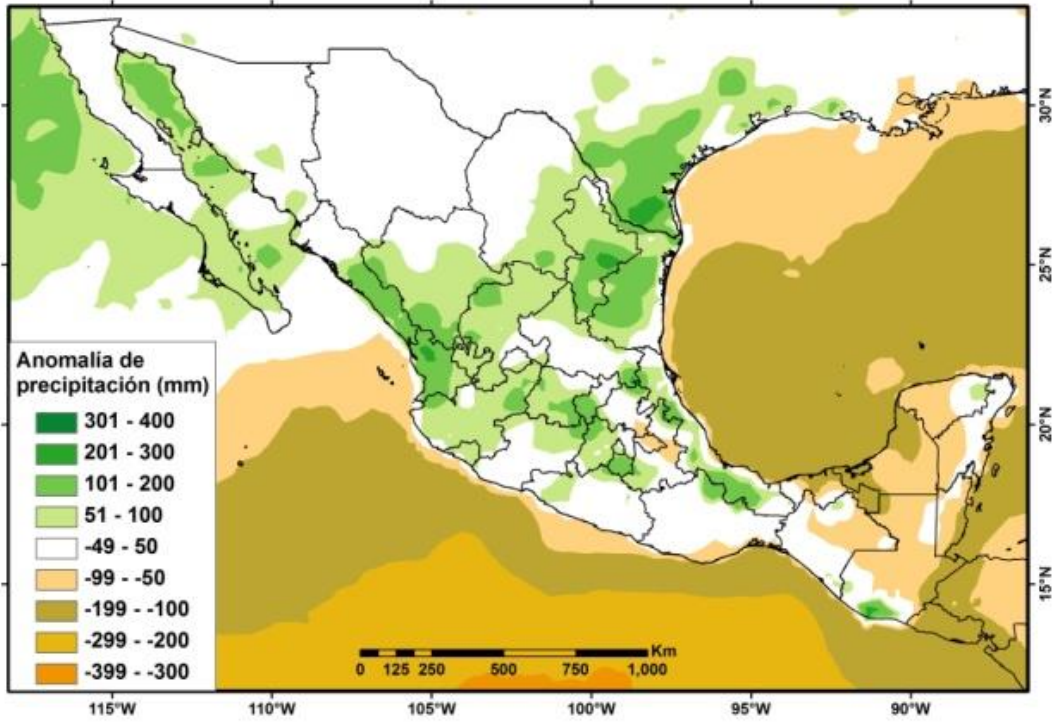 30°N
25°N
20°N
15°N
Anomalía de
precipitación (mm)
301 - 400
201 - 300
101 - 200
51 - 100
-49 - 50
-99 - -50
-199 - -100
-299 - -200
-399 - -300
Km
0 125 250 500 750 1,000
115°W 110°W 105°W 100°W 95°W 90°W